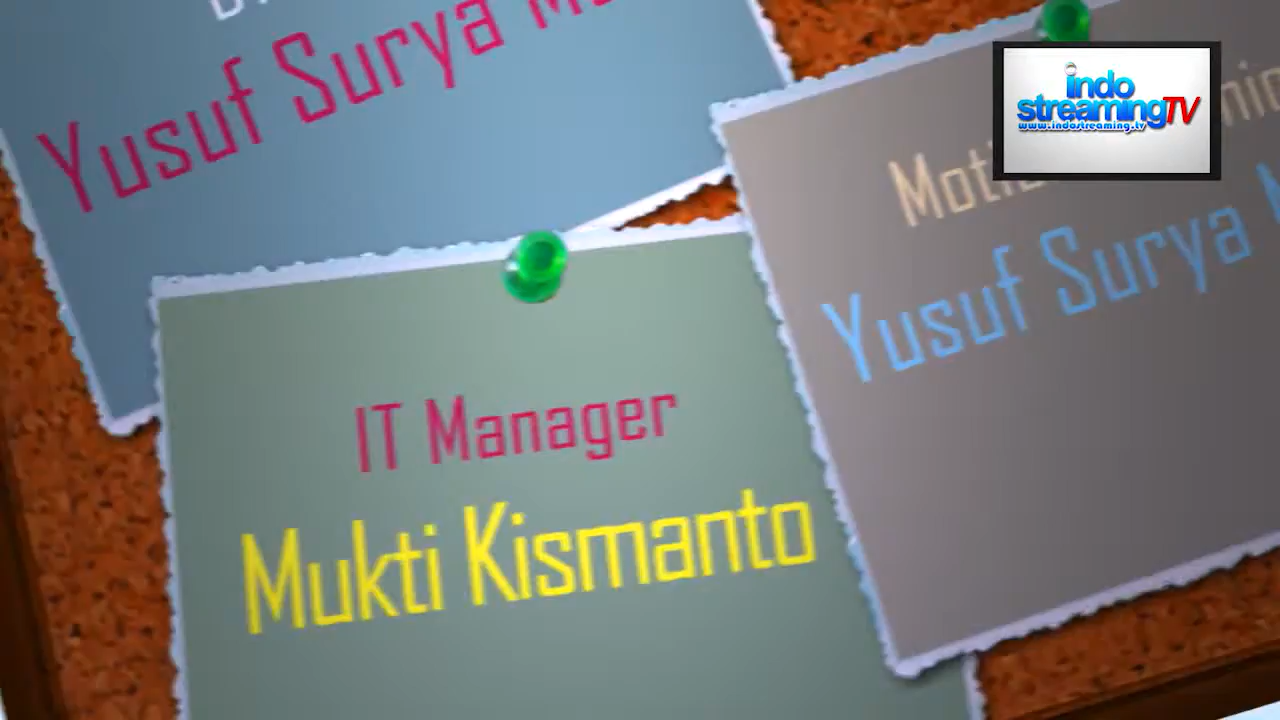 Yusuf Surya
IT Manager
Mukti Kismanto
Yusuf Surya
indo
streamingTV
www.indostreaming.tv